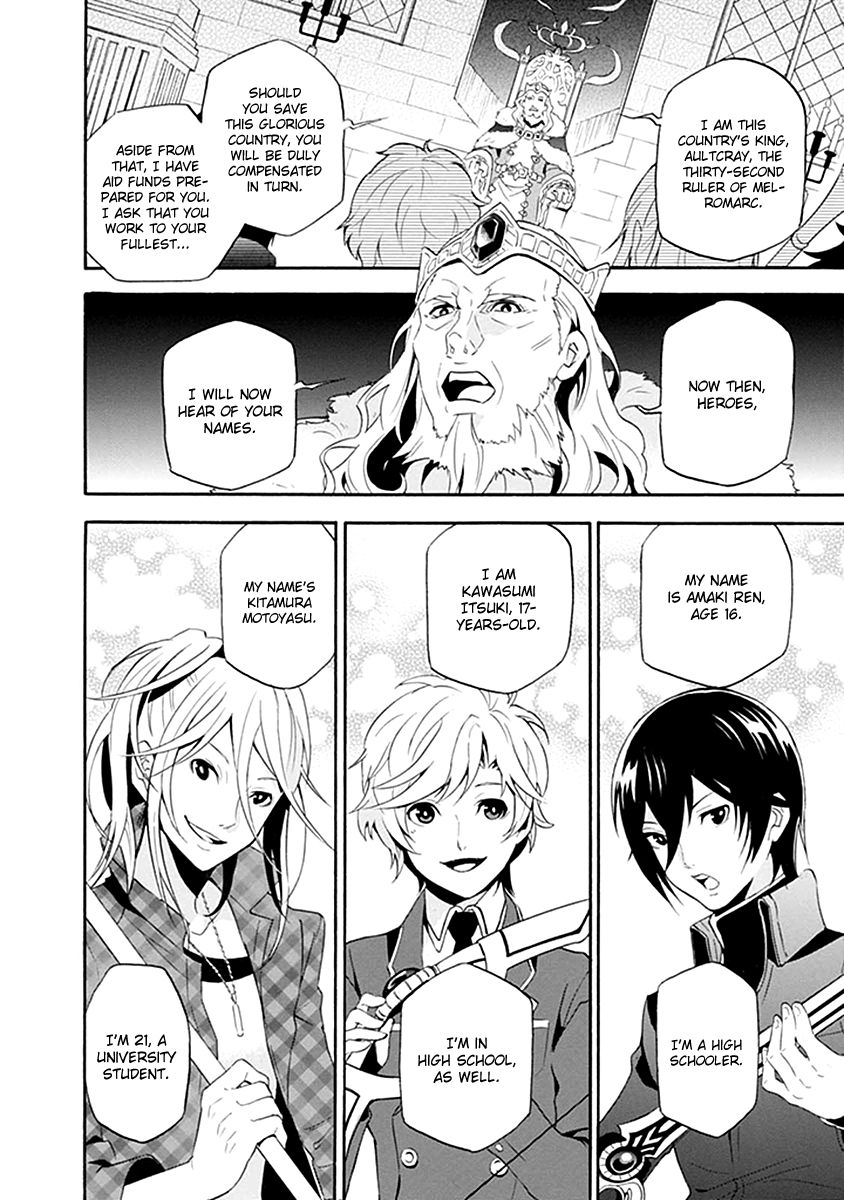 I AM THIS
COUNTRY'S KING,
AULTCRAY, THE
THIRTY-SECOND
RULER OF MEL-
ROMARC.
SHOULD
YOU SAVE
THIS GLORIOUS
COUNTRY, YOU
WILL BE DULY
COMPENSATED
IN TURN.
ASIDE FROM
THAT, I HAVE
AID FUNDS PRE-
PARED FOR YOU.
I ASK THAT YOU
WORK TO YOUR
FULLEST...
NOW THEN,
HEROES,
I WILL NOW
HEAR OF YOUR
NAMES.
MY NAME
IS AMAKI REN,
AGE 16.
I'M A HIGH
SCHOOLER.
I AM
KAWASUMI
ITSUKI, 17-
YEARS-OLD.
I'M IN
HIGH SCHOOL,
AS WELL.
MY NAME'S
KITAMURA
MOTOYASU.
I'M 21, A
UNIVERSITY
STUDENT.